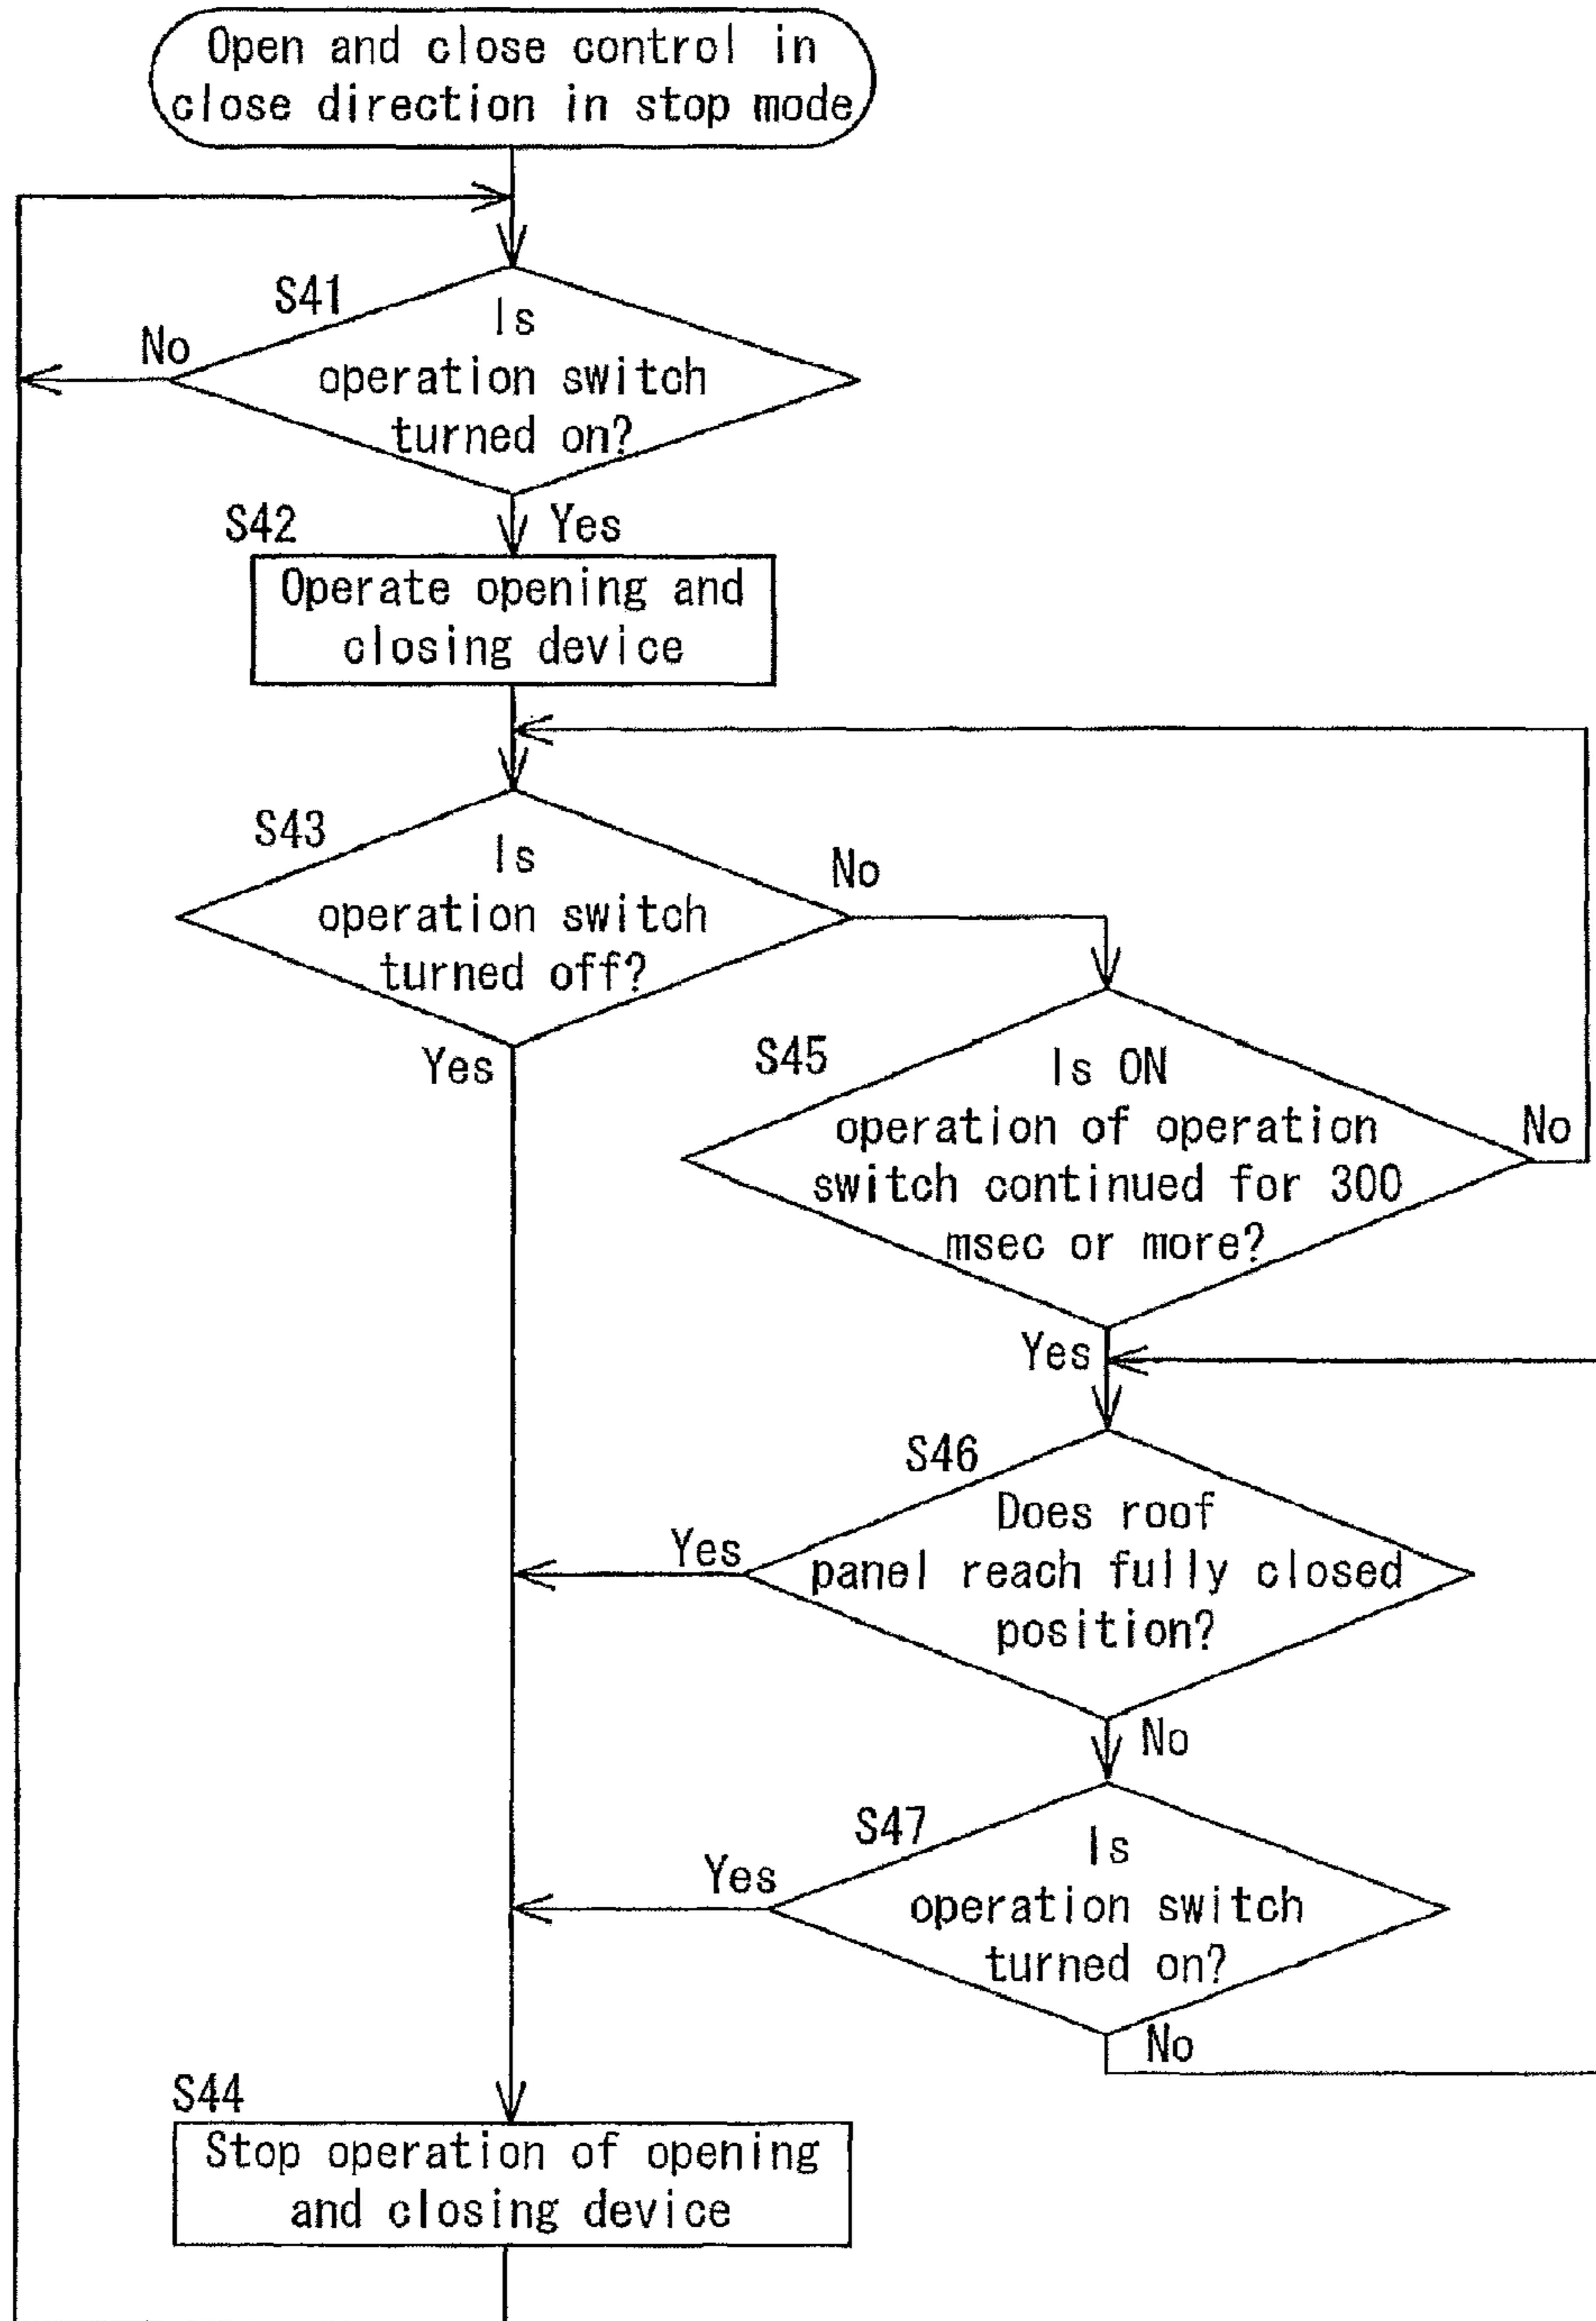 Open and close control in
close direction in stop mode
S41
No
Is
operation switch
turned on?
S42
Yes
Operate opening and
closing device
S43
Is
operation switch
turned off?
No
Yes
S45
Is ON
operation of operation
switch continued for 300
msec or more?
No
Yes
S46
Does roof
panel reach fully closed
position?
Yes
No
S47
Is
operation switch
turned on?
Yes
No
S44
Stop operation of opening
and closing device